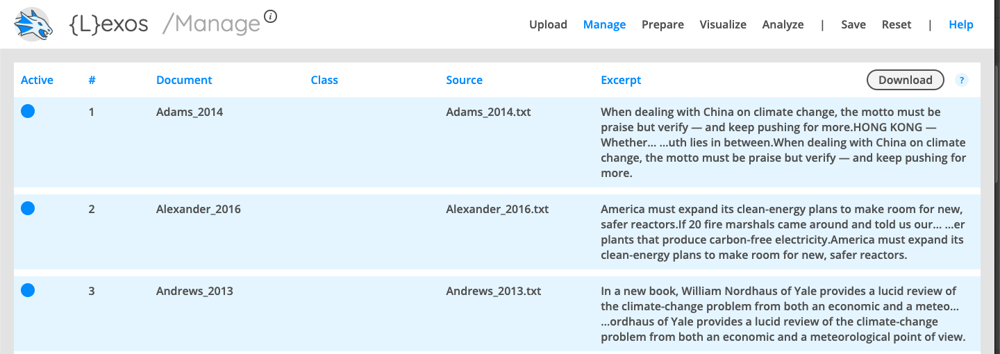 {L}exos /Manage i Upload Manage Prepare Visualize Analyze | Save Reset | Help
Active # Document Class Source Excerpt Download ?
1 Adams_2014 Adams_2014.txt When dealing with China on climate change, the motto must be
praise but verify — and keep pushing for more.HONG KONG —
Whether... ...uth lies in between.When dealing with China on climate
change, the motto must be praise but verify — and keep pushing for
more.
2 Alexander_2016 Alexander_2016.txt America must expand its clean-energy plans to make room for new,
safer reactors.If 20 fire marshals came around and told us our... ...er
plants that produce carbon-free electricity.America must expand its
clean-energy plans to make room for new, safer reactors.
3 Andrews_2013 Andrews_2013.txt In a new book, William Nordhaus of Yale provides a lucid review of
the climate-change problem from both an economic and a meteo...
...ordhaus of Yale provides a lucid review of the climate-change
problem from both an economic and a meteorological point of view.